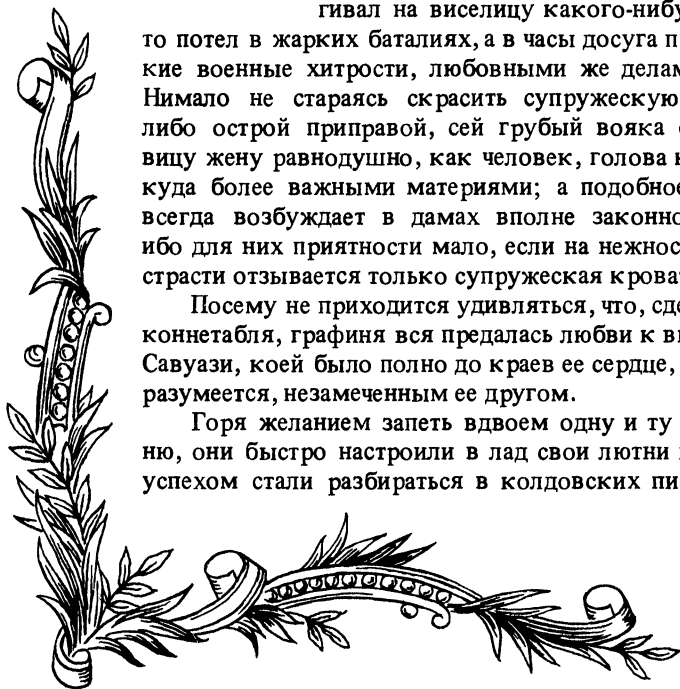 гивал на виселицу какого-нибу
то потел в жарких баталиях, а в часы досуга п
кие военные хитрости, любовными же делам
Нимало не стараясь скрасить супружескую
либо острой приправой, сей грубый вояка
вицу жену равнодушно, как человек, голова
куда более важными материями; а подобное
всегда возбуждает в дамах вполне законно
ибо для них приятности мало, если на нежнос
страсти отзывается только супружеская кроват
Посему не приходится удивляться, что, сде
коннетабля, графиня вся предалась любви к
Савуази, коей было полно до краев ее сердце,
разумеется, незамеченным ее другом.
Горя желанием запеть вдвоем одну и ту
ню, они быстро настроили в лад свои лютни
успехом стали разбираться в колдовских пи